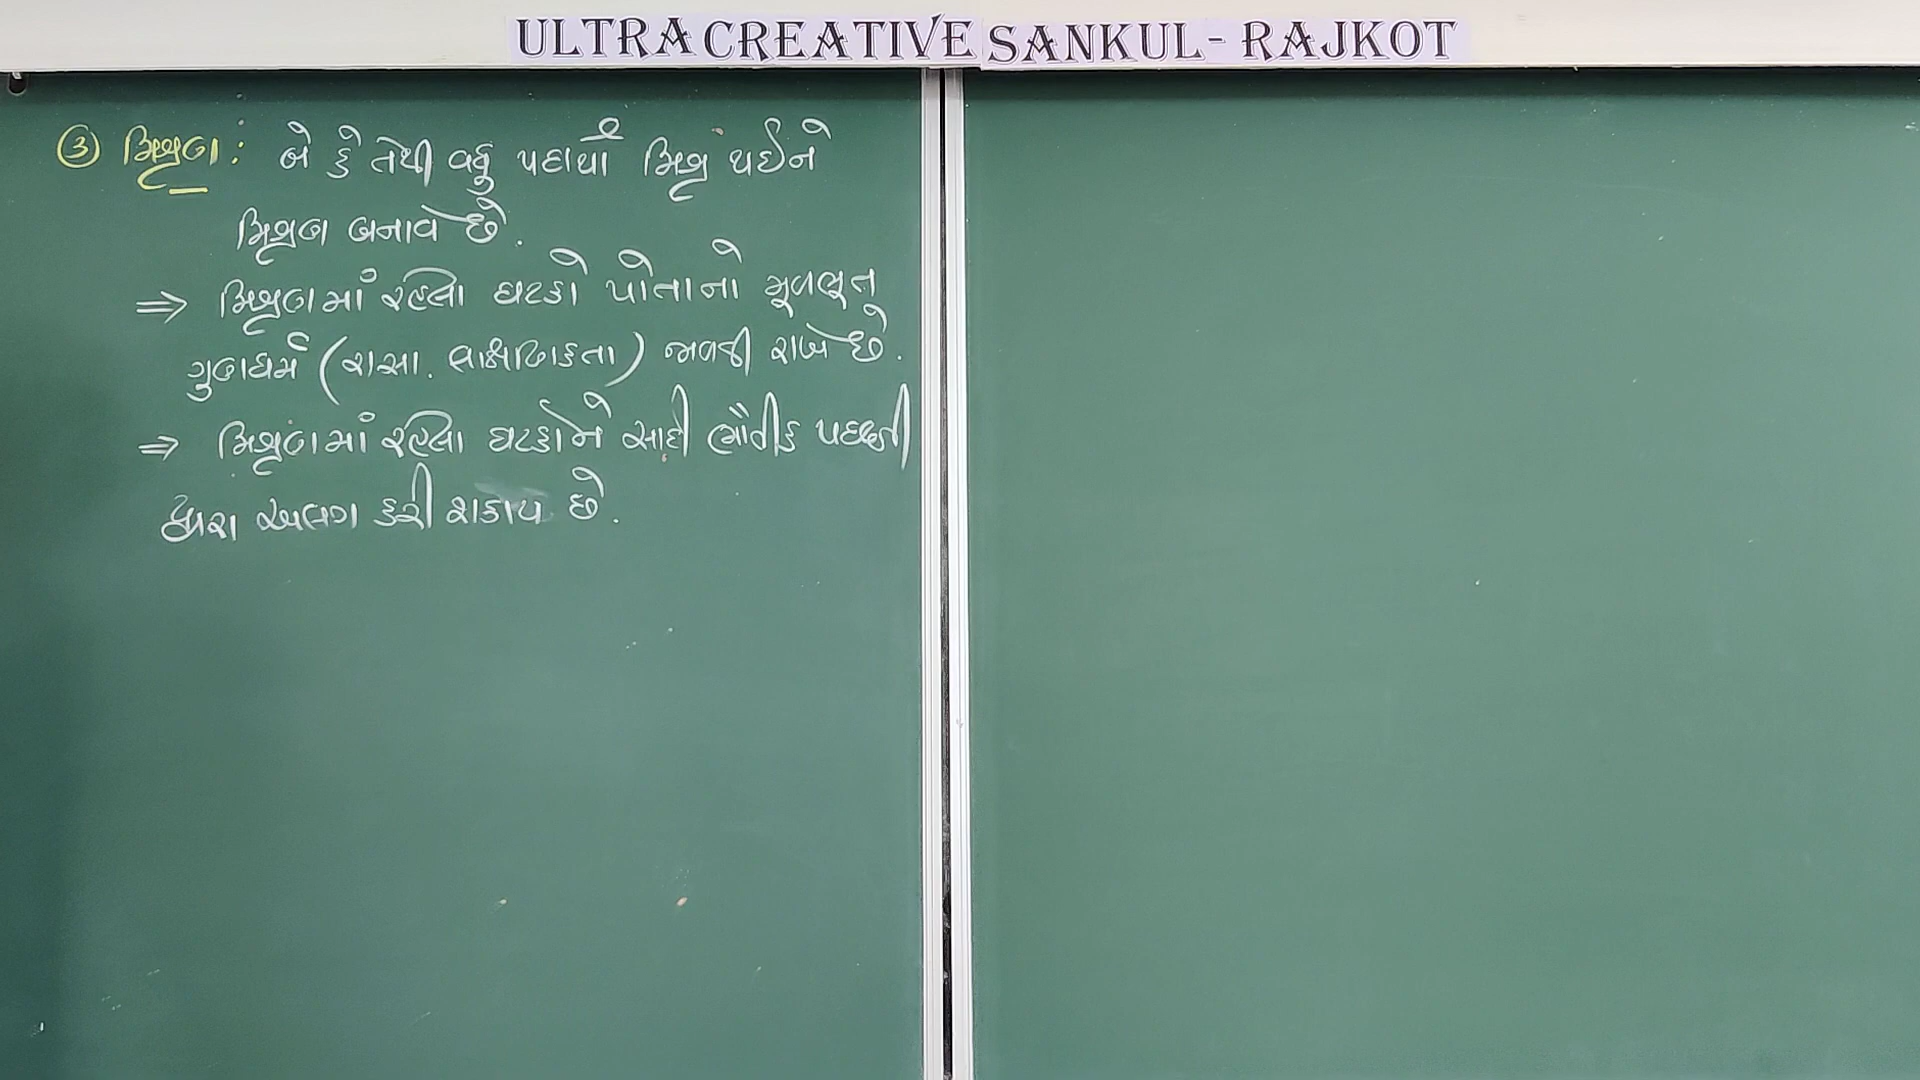 ULTRA CREATIVE SANKUL - RAJKOT
③ મિશ્રણ : બે કે તેથી વધુ પદાર્થો મિશ્ર થઈને
મિશ્રણ બનાવે છે.
⇒ મિશ્રણમાં રહેલા ઘટકો પોતાનો મૂળભૂત
ગુણધર્મ (રાસા. લાક્ષણિકતા) જાળવી રાખે છે.
⇒ મિશ્રણમાં રહેલા ઘટકોને સાદી ભૌતીક પદ્ધતી
દ્વારા અલગ કરી શકાય છે.